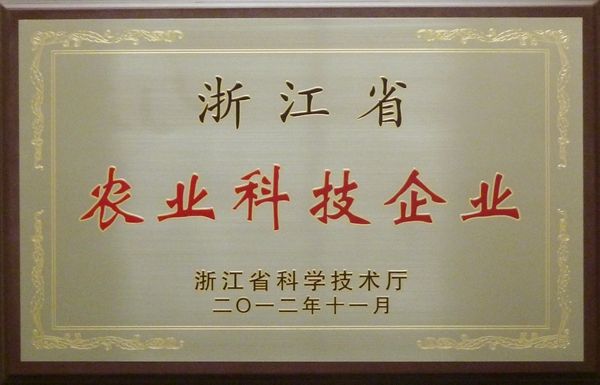 浙江省
农业科技企业
浙江省科学技术厅
二〇一二年十一月